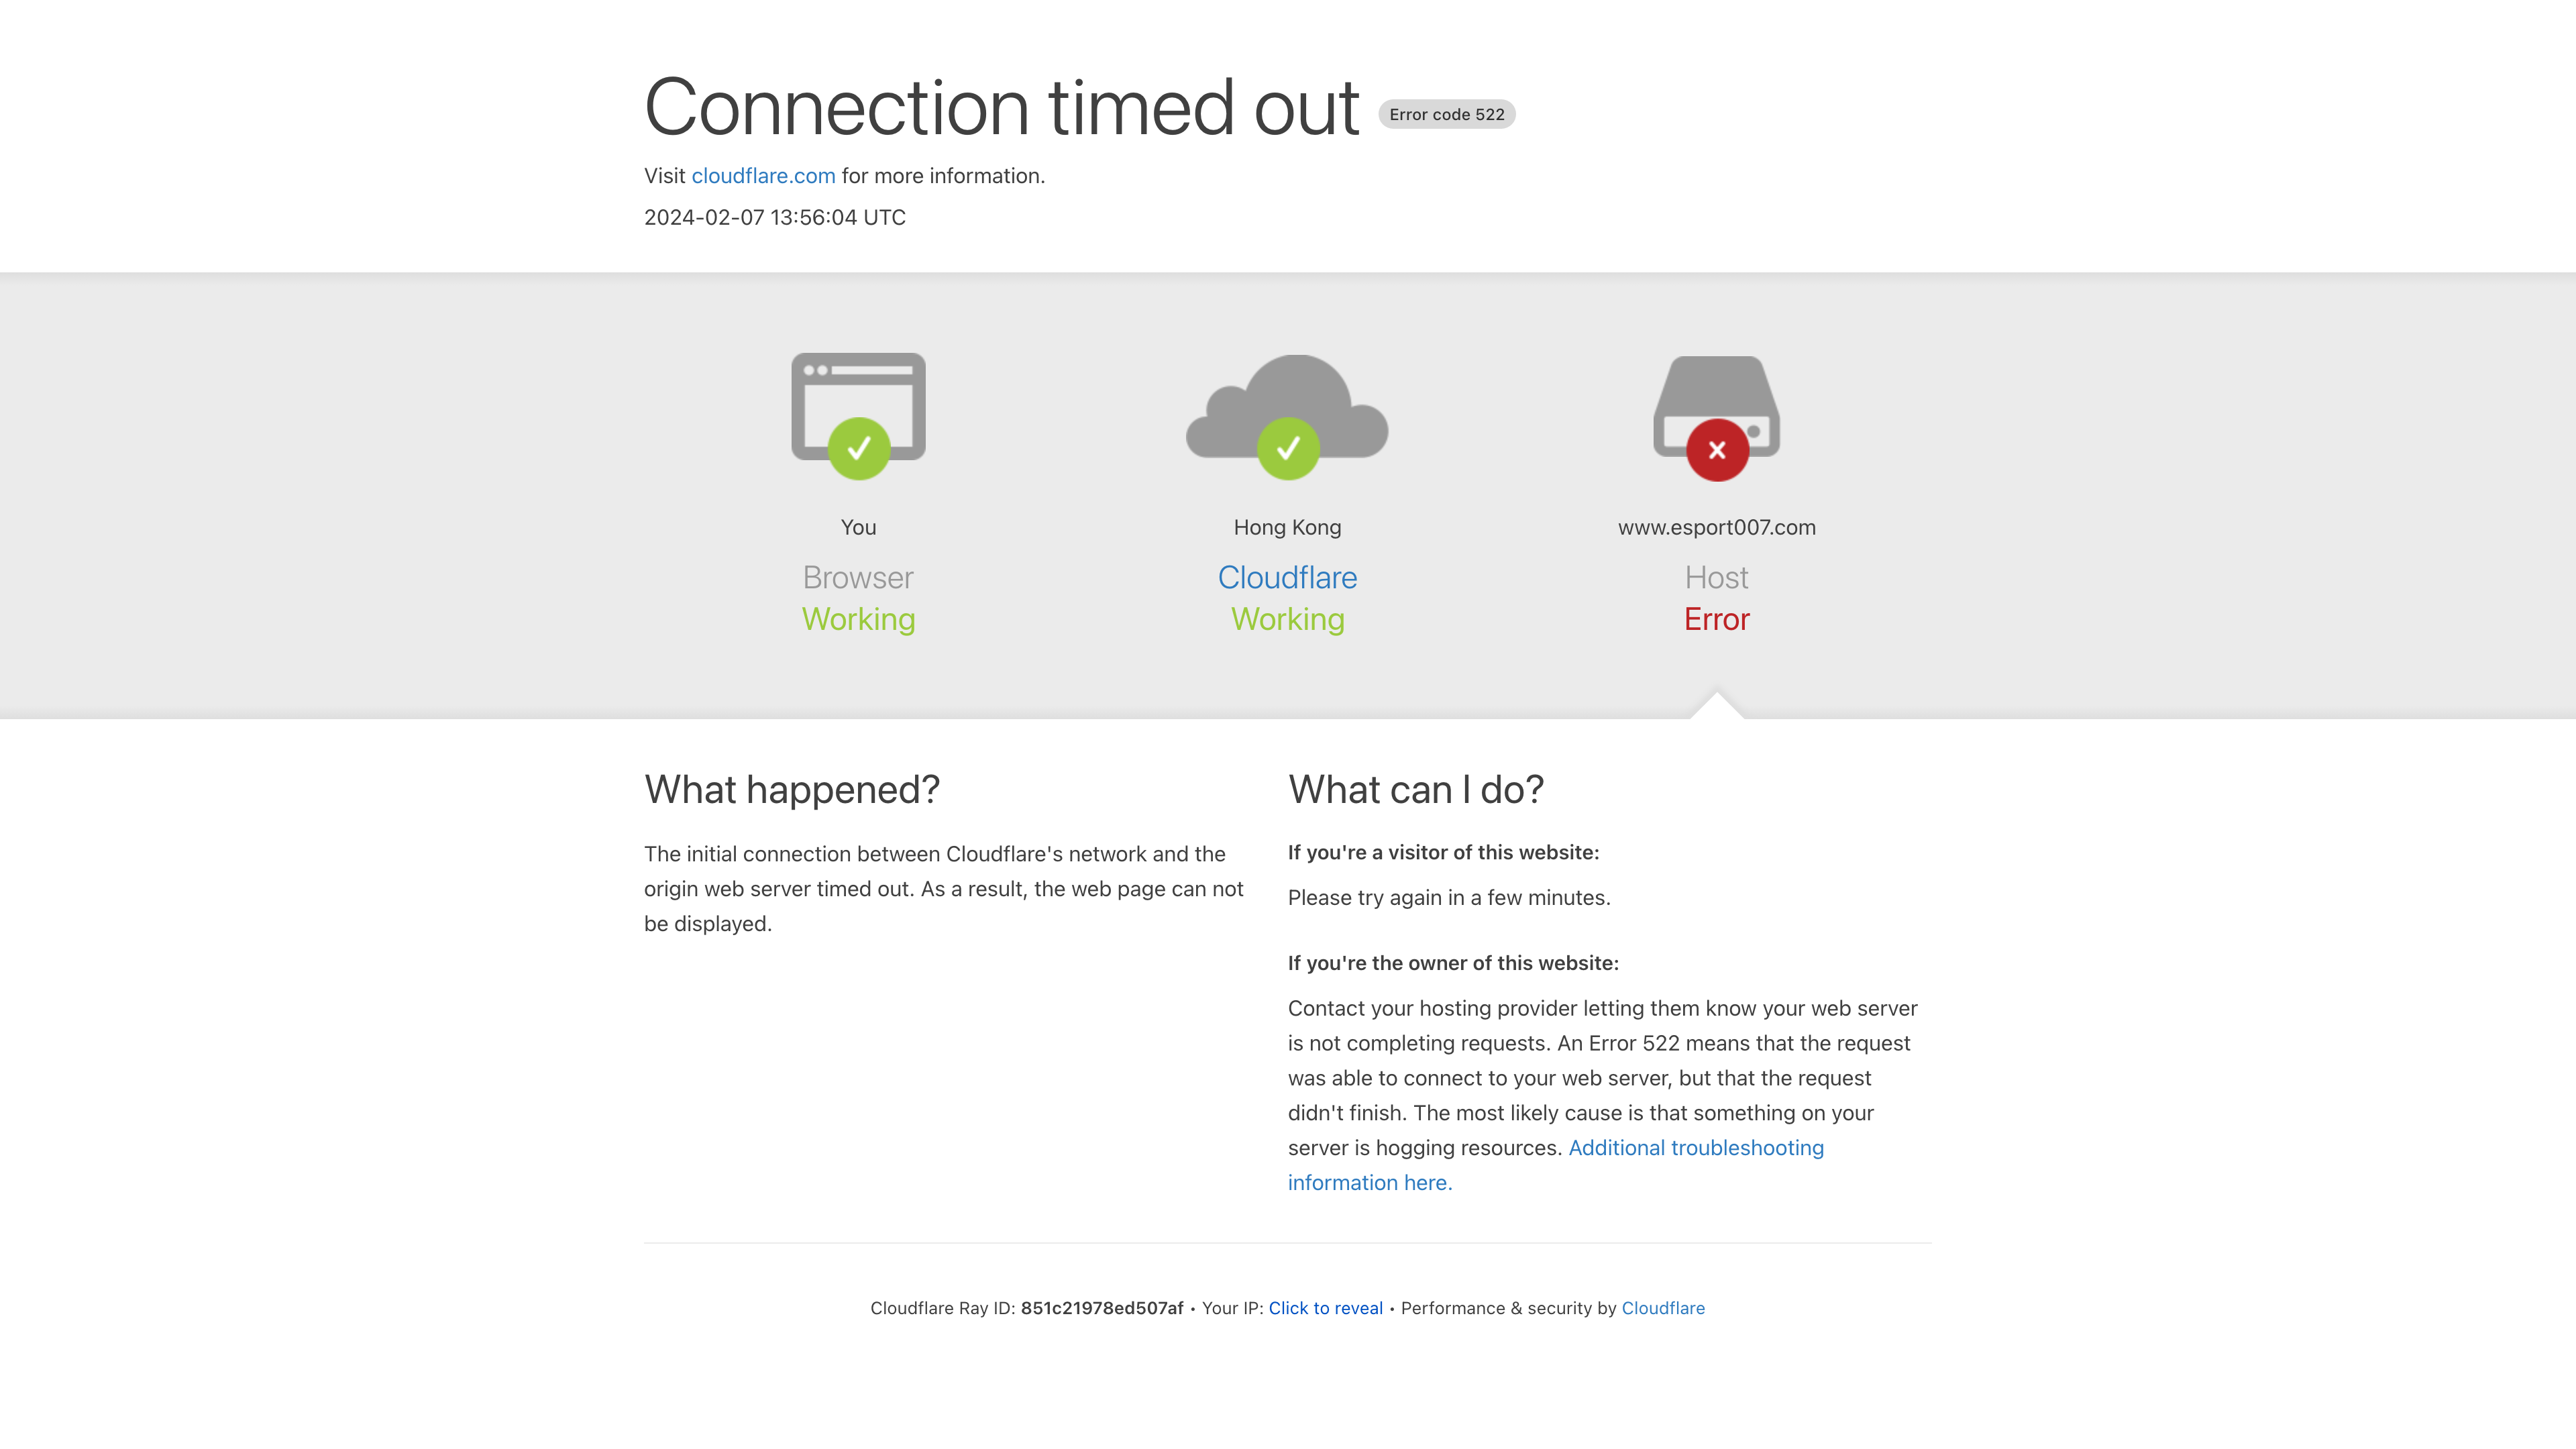 Connection timed out Error code 522
Visit cloudflare.com for more information.
2024-02-07 13:56:04 UTC
You
Browser
Working
Hong Kong
Cloudflare
Working
www.esport007.com
Host
Error
What happened?
The initial connection between Cloudflare's network and the
origin web server timed out. As a result, the web page can not
be displayed.
What can I do?
If you're a visitor of this website:
Please try again in a few minutes.
If you're the owner of this website:
Contact your hosting provider letting them know your web server
is not completing requests. An Error 522 means that the request
was able to connect to your web server, but that the request
didn't finish. The most likely cause is that something on your
server is hogging resources. Additional troubleshooting
information here.
Cloudflare Ray ID: 851c21978ed507af • Your IP: Click to reveal • Performance & security by Cloudflare